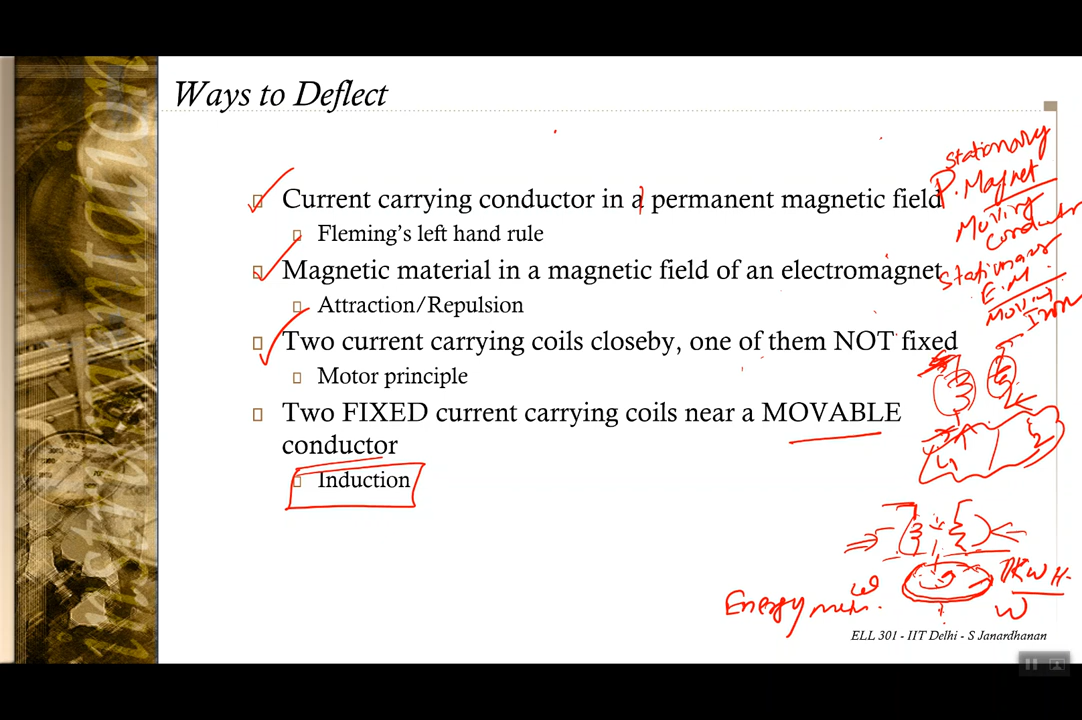 Ways to Deflect
Current carrying conductor in a permanent magnetic field
Fleming's left hand rule
Magnetic material in a magnetic field of an electromagnet
Attraction/Repulsion
Two current carrying coils closeby, one of them NOT fixed
Motor principle
Two FIXED current carrying coils near a MOVABLE
conductor
Induction
Stationary
P. Magnet
Moving
Conductor
Stationary
E.M
Moving
Iron
Energy
KWH
W
ω
ELL 301 - IIT Delhi - S Janardhanan
instrumentation